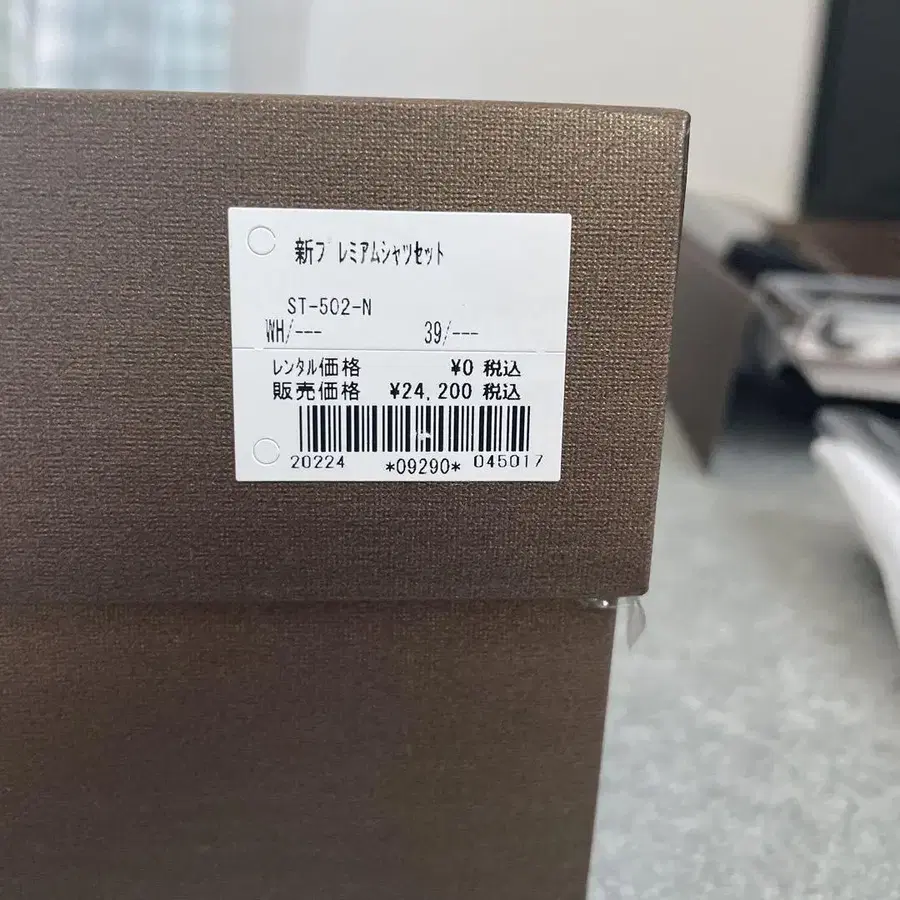 新プレミアムシャツセット
ST-502-N
WH/--- 39/---
レンタル価格 ¥0 税込
販売価格 ¥24,200 税込
20224 *09290* 045017